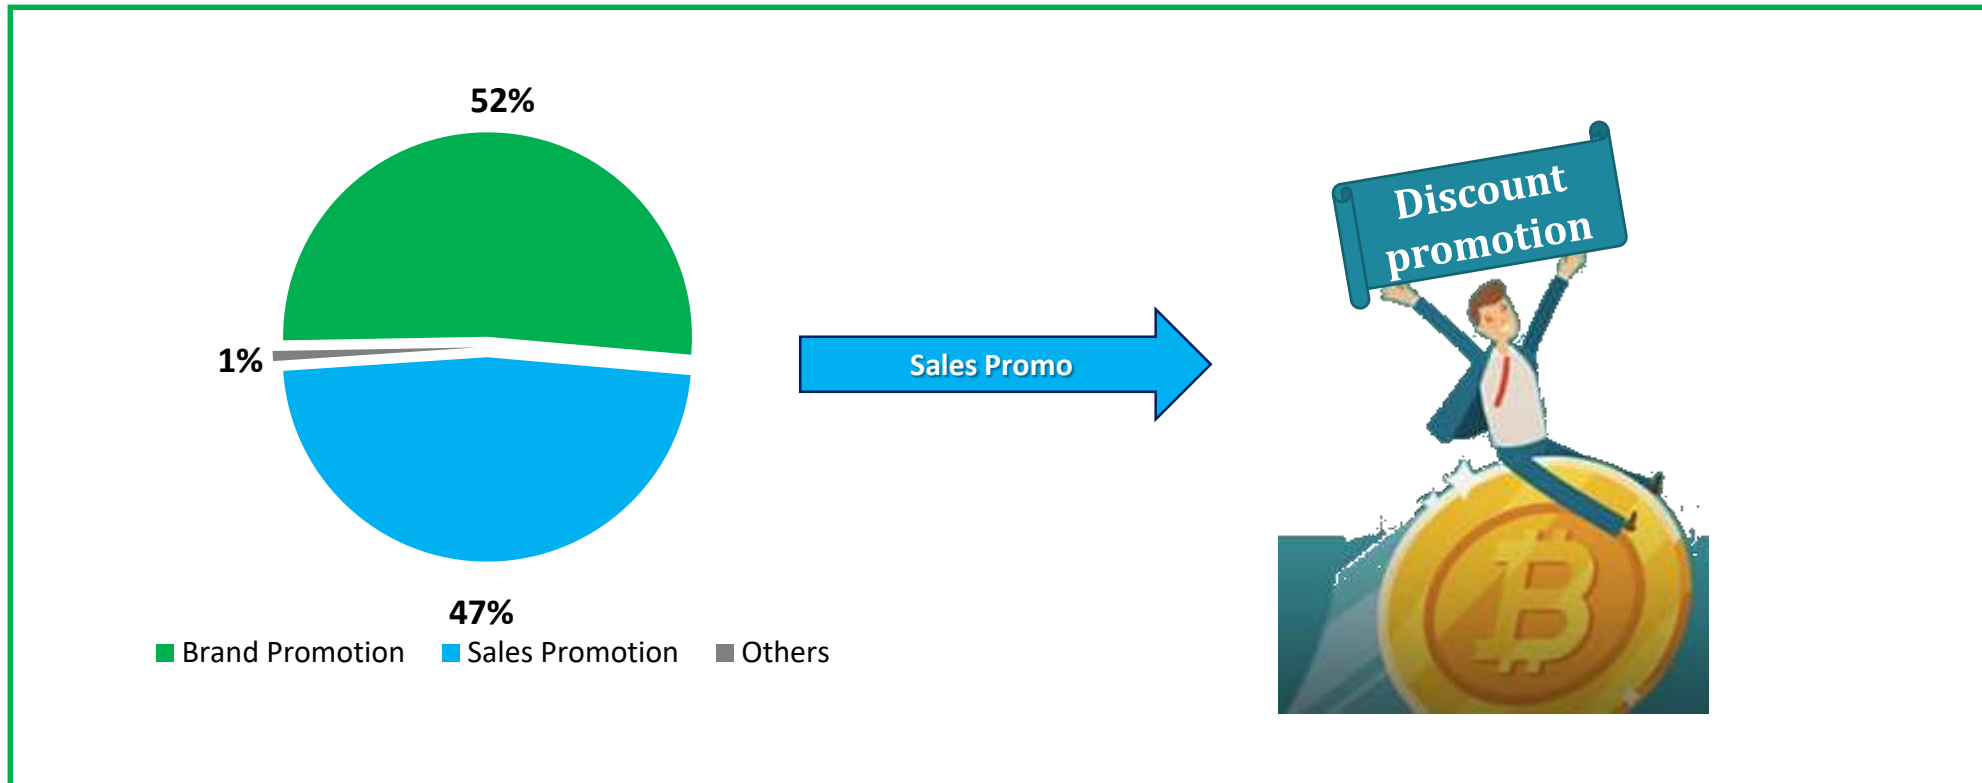 52%
1%
47%
Brand Promotion
Sales Promotion
Others
Sales Promo
Discount
promotion